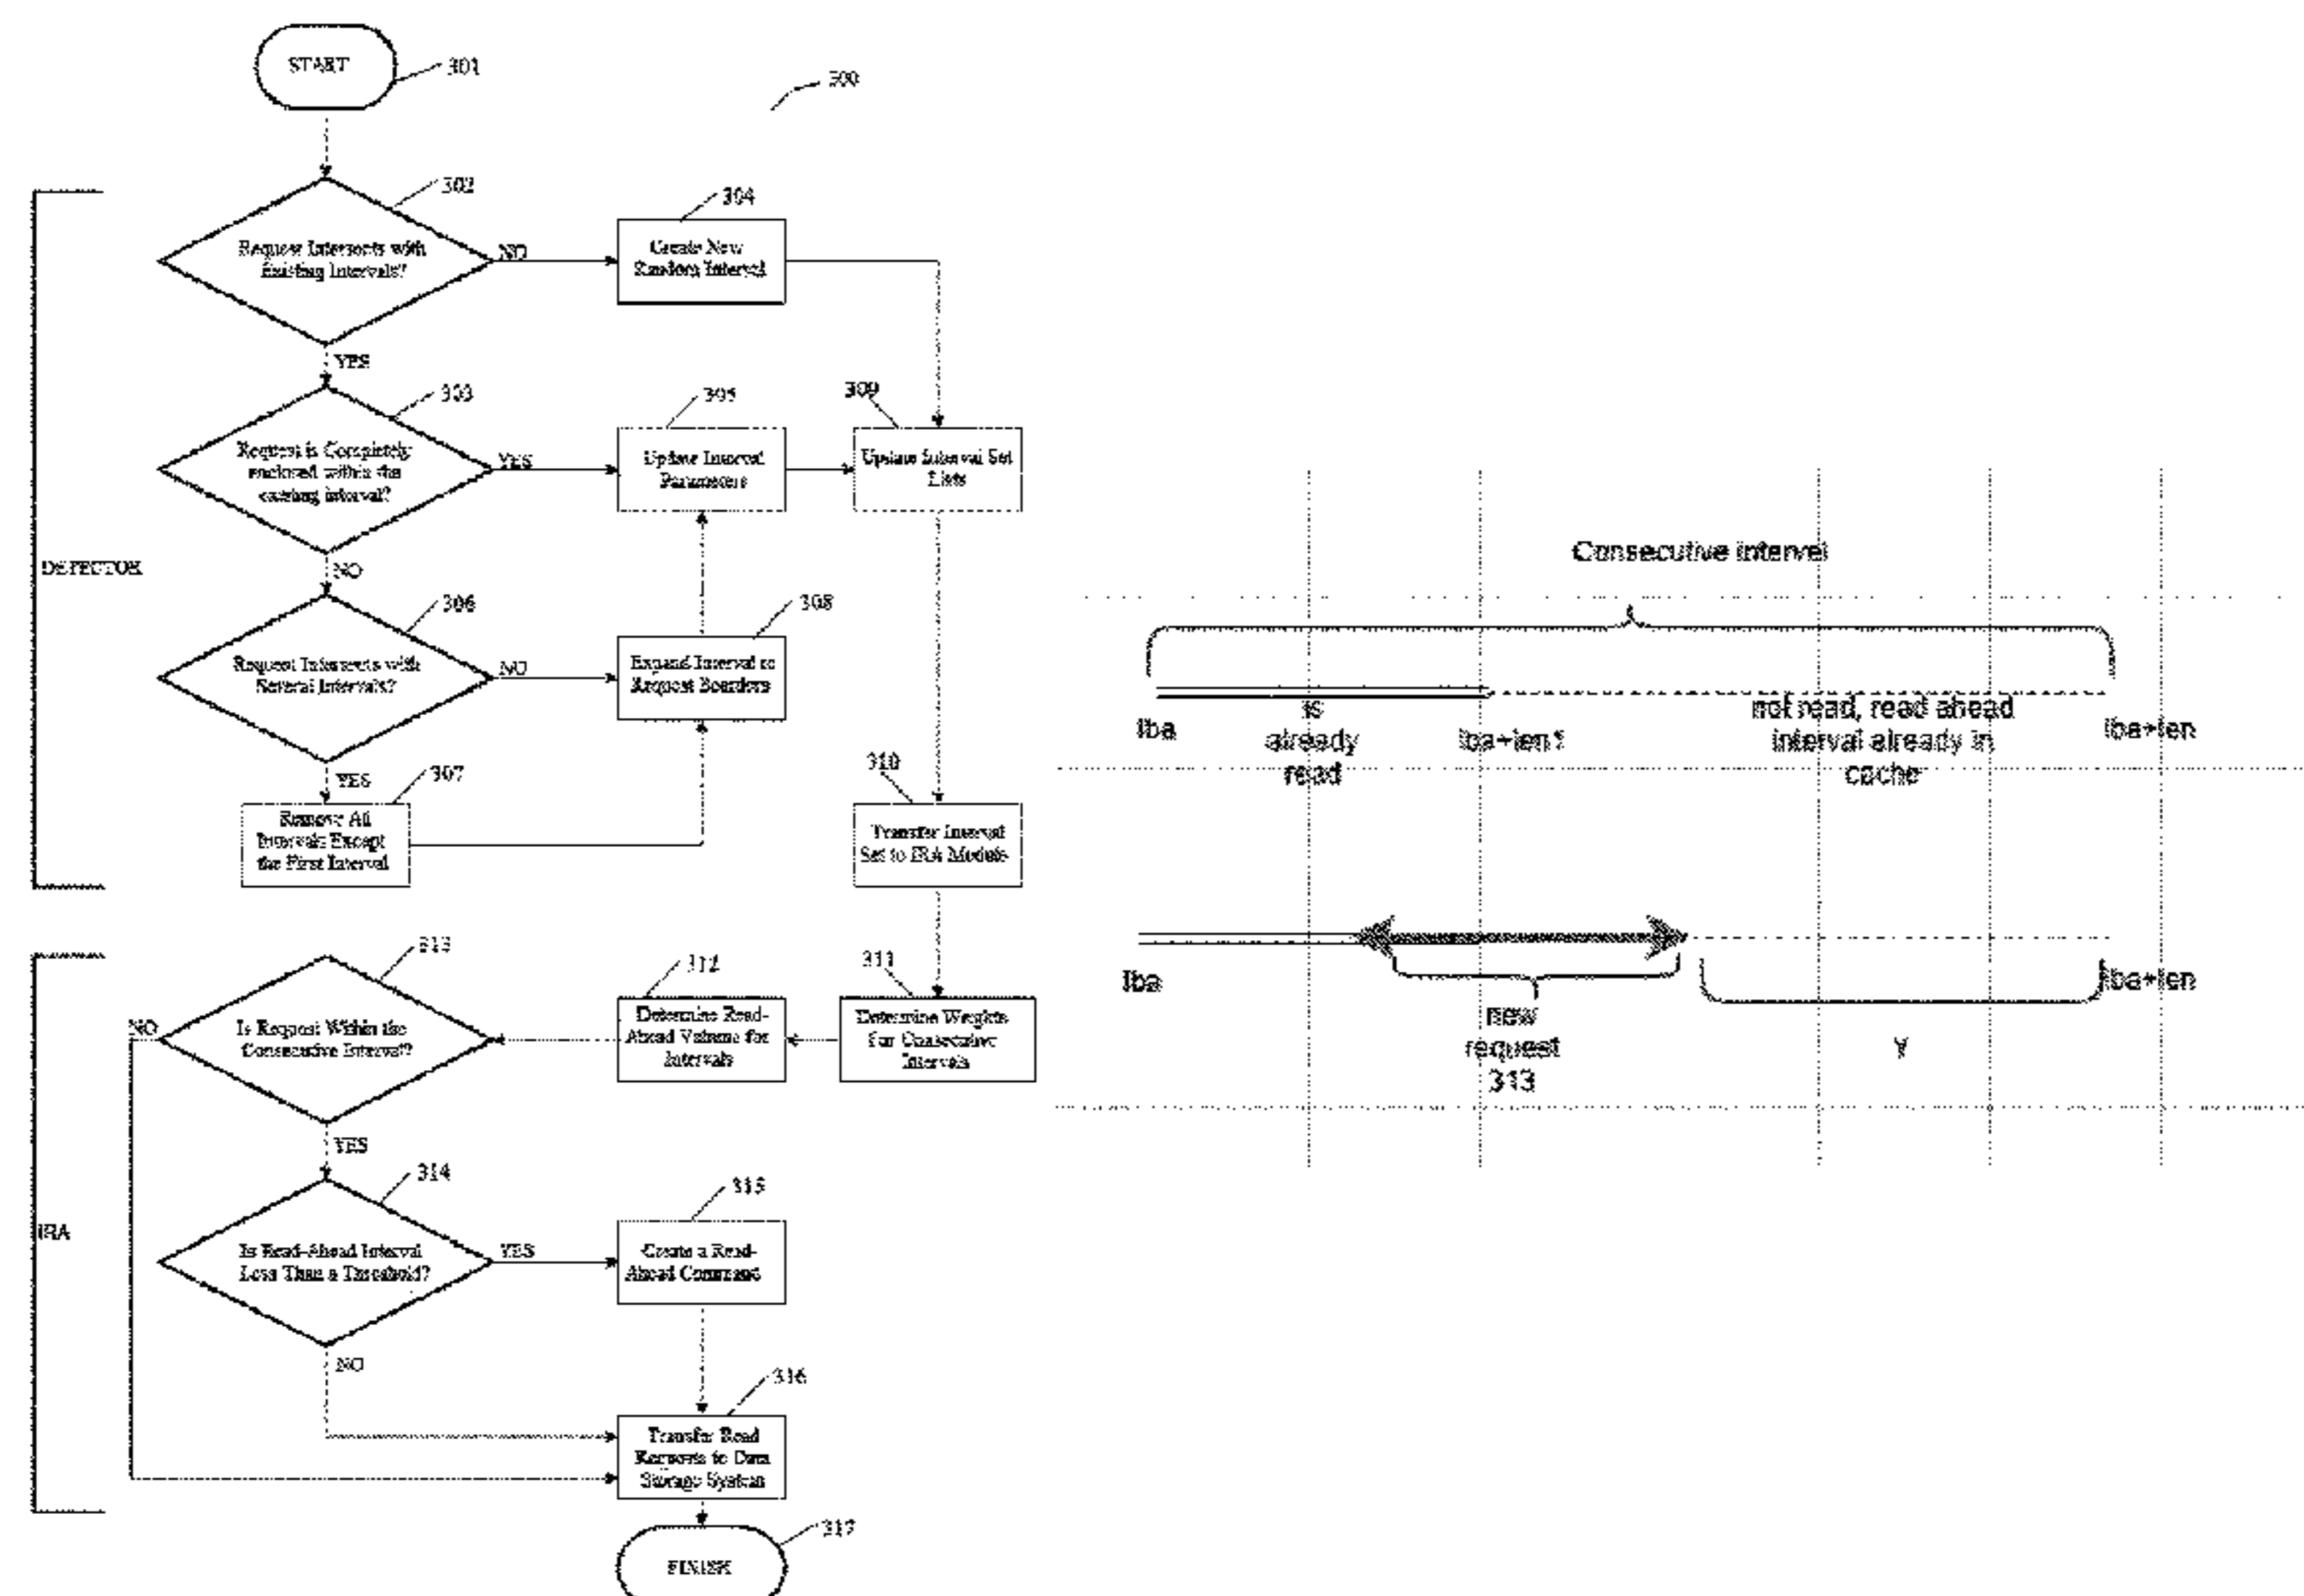 START
301
300
302
Request Intersects with
Existing Intervals?
NO
304
Create New
Random Interval
YES
303
Request is Completely
enclosed within the
existing interval?
YES
305
Update Interval
Parameters
309
Update Interval Set
Lists
DETECTOR
NO
306
Request Intersects with
Several Intervals?
NO
308
Expand Interval to
Request Boarders
YES
307
Remove All
Intervals Except
the First Interval
310
Transfer Interval
Set to IRA Module
313
Is Request Within the
Consecutive Interval?
NO
312
Determine Read-
Ahead Volume for
Intervals
311
Determine Weights
For Consecutive
Intervals
YES
314
IRA
Is Read-Ahead Interval
Less Than a Threshold?
YES
315
Create a Read-
Ahead Command
NO
316
Transfer Read
Requests to Data
Storage System
317
FINISH
Consecutive interval
lba
is
already
read
lba+len1
not read, read ahead
interval already in
cache
lba+len
lba
new
request
313
Y
lba+len